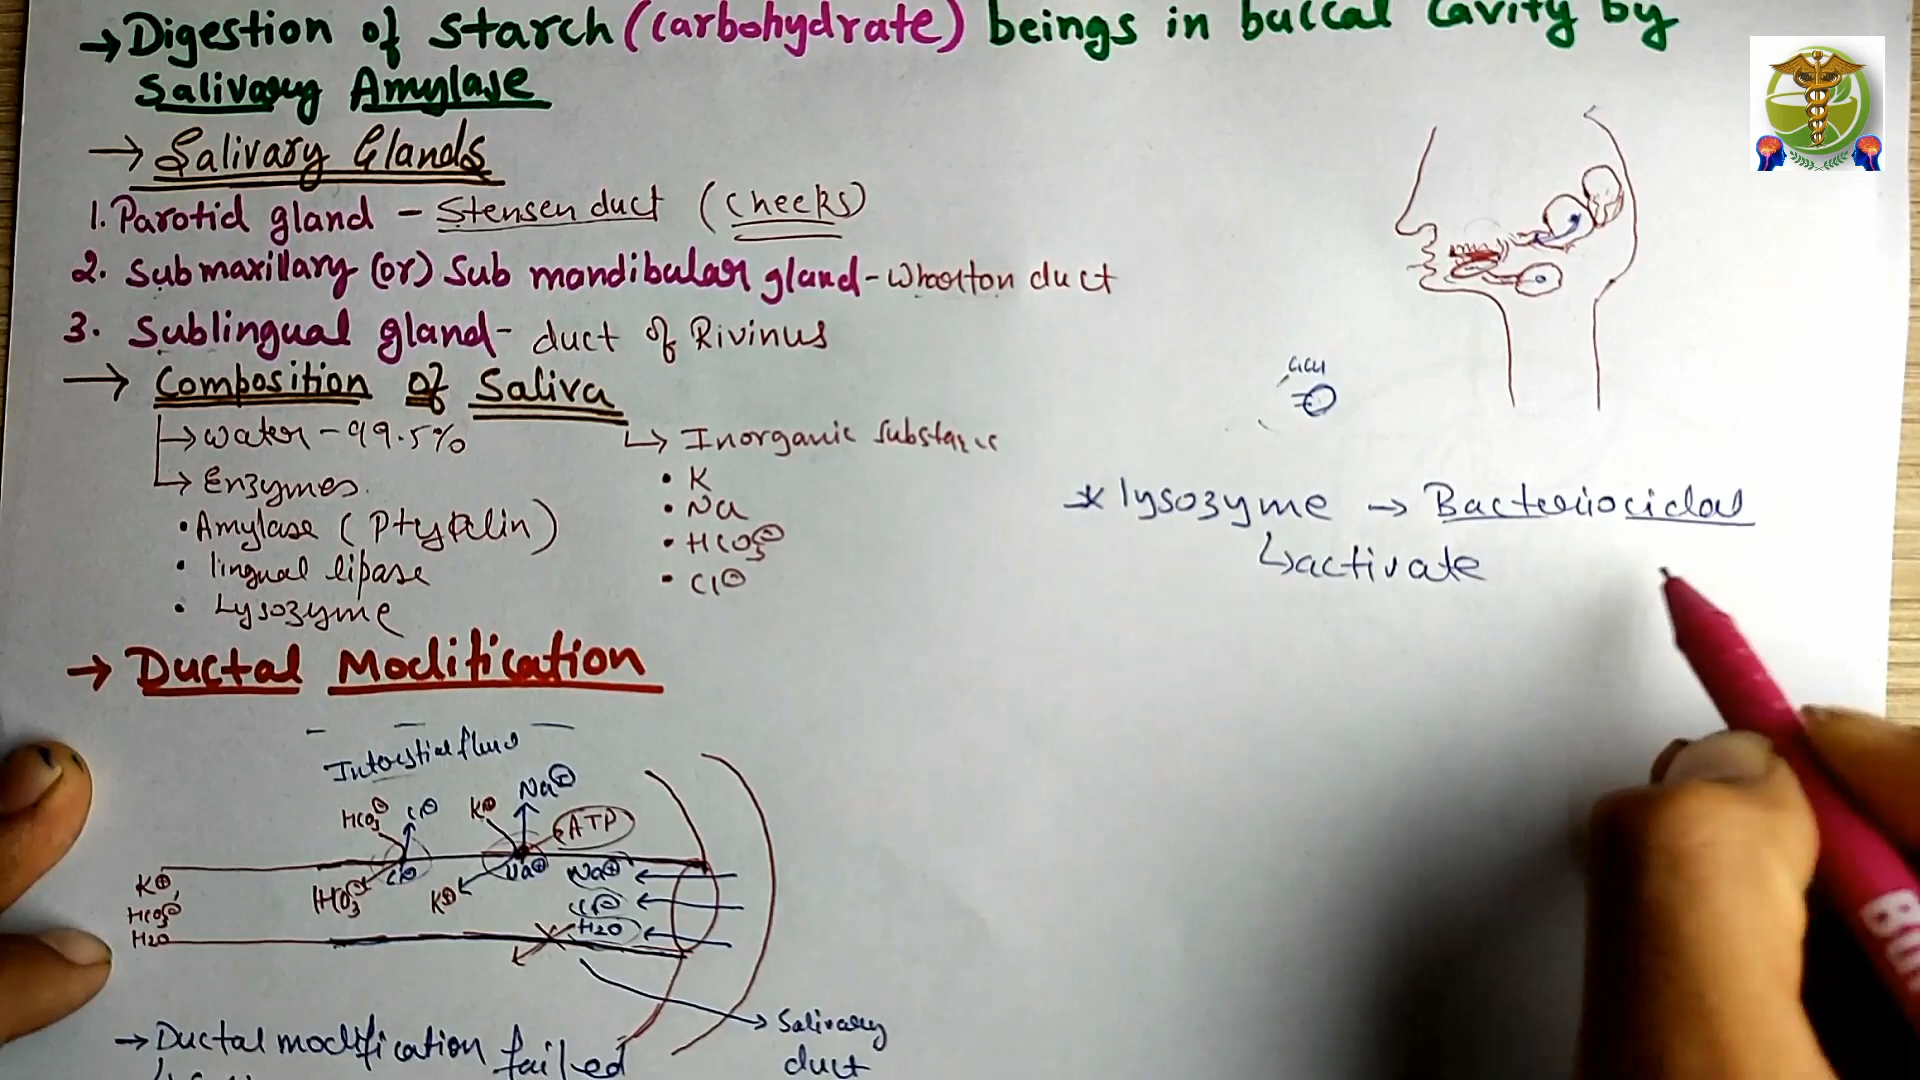 →Digestion of starch (carbohydrate) beings in buccal cavity by
Salivary Amylase
→ Salivary Glands
1. Parotid gland - Stensen duct (cheeks)
2. Submaxillary (or) Sub mandibular gland - Wharton duct
3. Sublingual gland - duct of Rivinus
→ Composition of Saliva
→ water - 99.5%
→ Enzymes.
• Amylase (Ptyalin)
• lingual lipase
• Lysozyme
↳ Inorganic substance
• K
• Na
• HCO3⊖
• Cl⊖
* lysozyme → Bacteriocidal
↳ activate
→ Ductal Modification
Interstial fluid
HCO3⊖ Cl⊖ K⊕ Na⊕
ATP
K⊕,
HCO3⊖
H2O
HCO3⊖ Cl⊖ K⊕ Na⊕
Na⊕
Cl⊖
H2O
Salivary
duct
→ Ductal modification failed